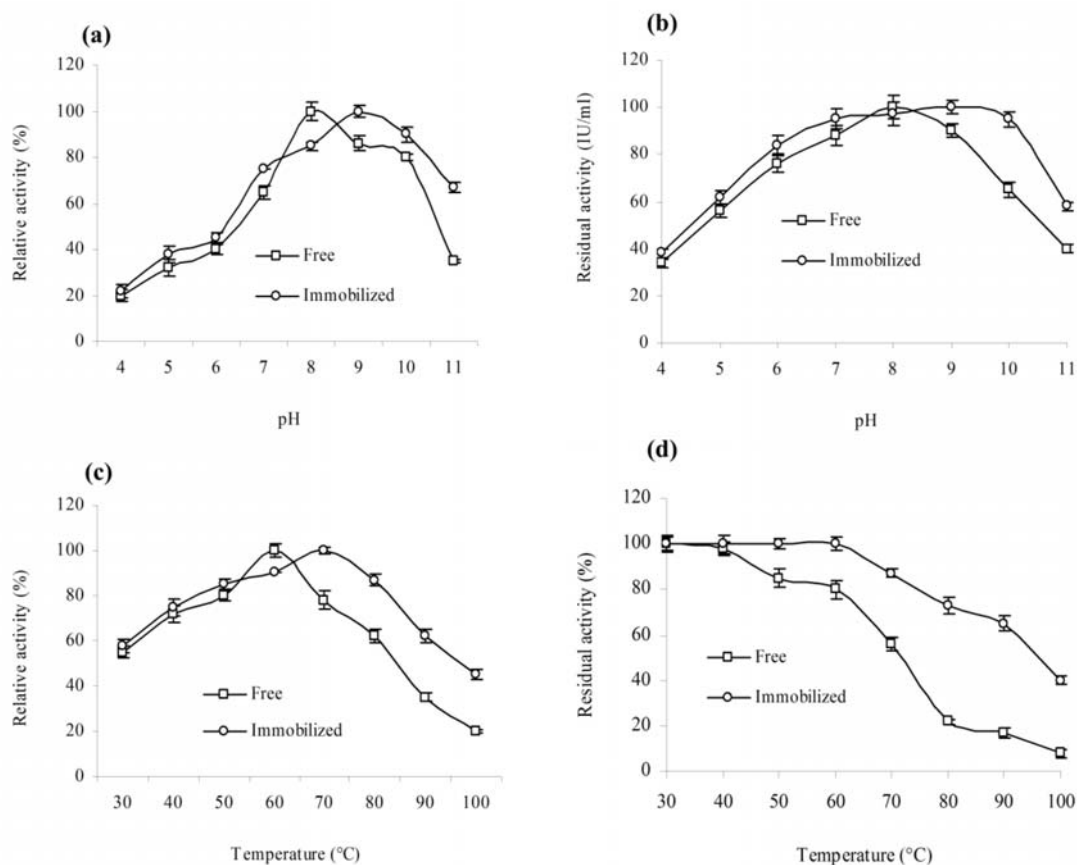 (a)
120
100
80
60
40
20
0
Relative activity (%)
Free
Immobilized
4 5 6 7 8 9 10 11
pH
(b)
120
100
80
60
40
20
0
Residual activity (IU/ml)
Free
Immobilized
4 5 6 7 8 9 10 11
pH
(c)
120
100
80
60
40
20
0
Relative activity (%)
Free
Immobilized
30 40 50 60 70 80 90 100
Temperature (°C)
(d)
120
100
80
60
40
20
0
Residual activity (%)
Free
Immobilized
30 40 50 60 70 80 90 100
Temperature (°C)